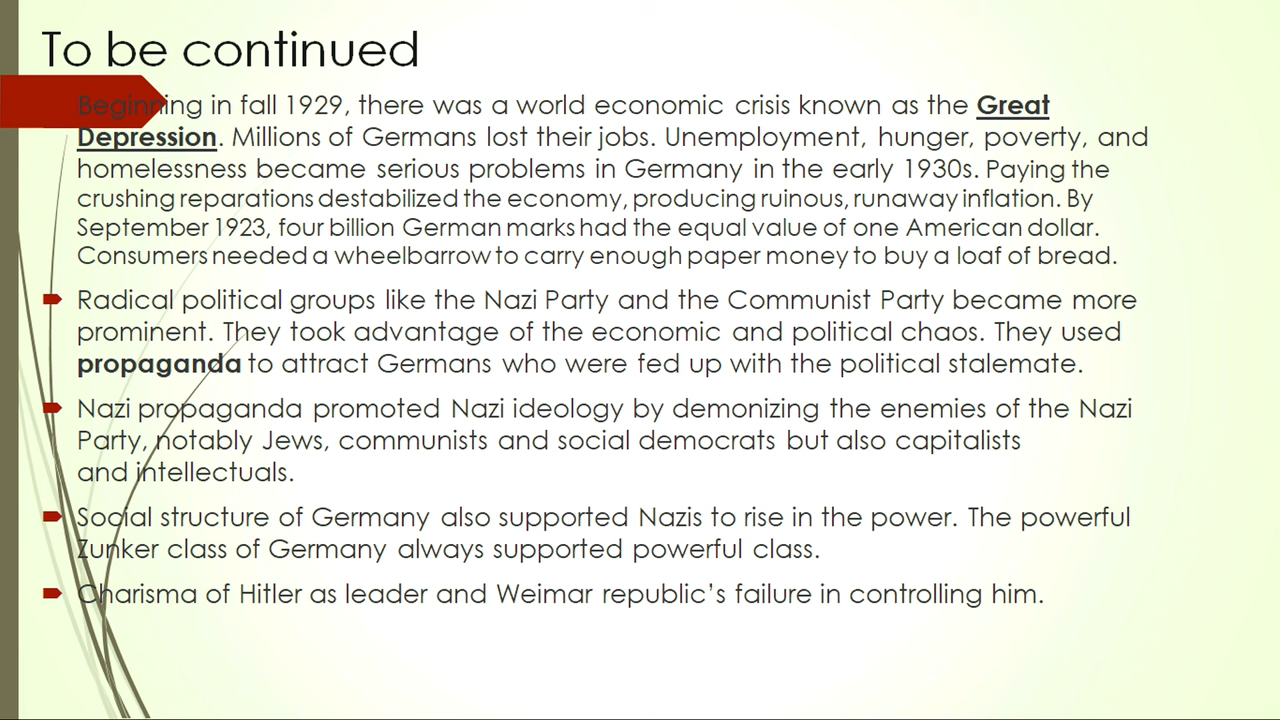 To be continued
Beginning in fall 1929, there was a world economic crisis known as the Great
Depression. Millions of Germans lost their jobs. Unemployment, hunger, poverty, and
homelessness became serious problems in Germany in the early 1930s. Paying the
crushing reparations destabilized the economy, producing ruinous, runaway inflation. By
September 1923, four billion German marks had the equal value of one American dollar.
Consumers needed a wheelbarrow to carry enough paper money to buy a loaf of bread.
Radical political groups like the Nazi Party and the Communist Party became more
prominent. They took advantage of the economic and political chaos. They used
propaganda to attract Germans who were fed up with the political stalemate.
Nazi propaganda promoted Nazi ideology by demonizing the enemies of the Nazi
Party, notably Jews, communists and social democrats but also capitalists
and intellectuals.
Social structure of Germany also supported Nazis to rise in the power. The powerful
Zunker class of Germany always supported powerful class.
Charisma of Hitler as leader and Weimar republic’s failure in controlling him.